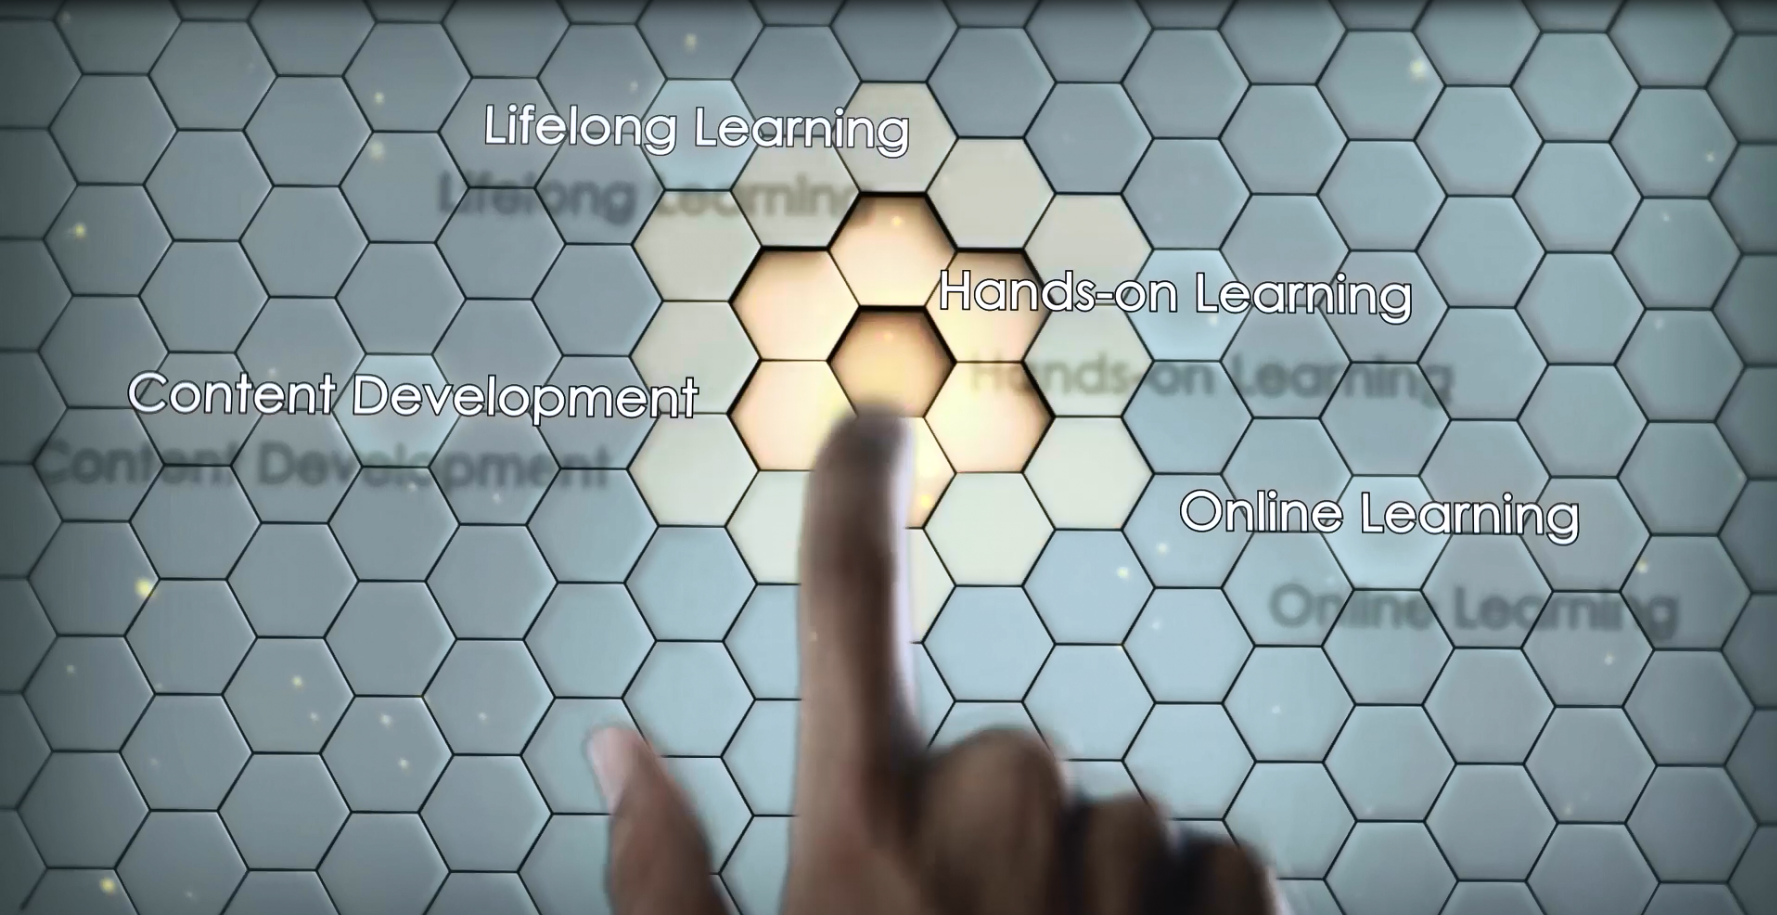 Lifelong Learning
Hands-on Learning
Content Development
Online Learning